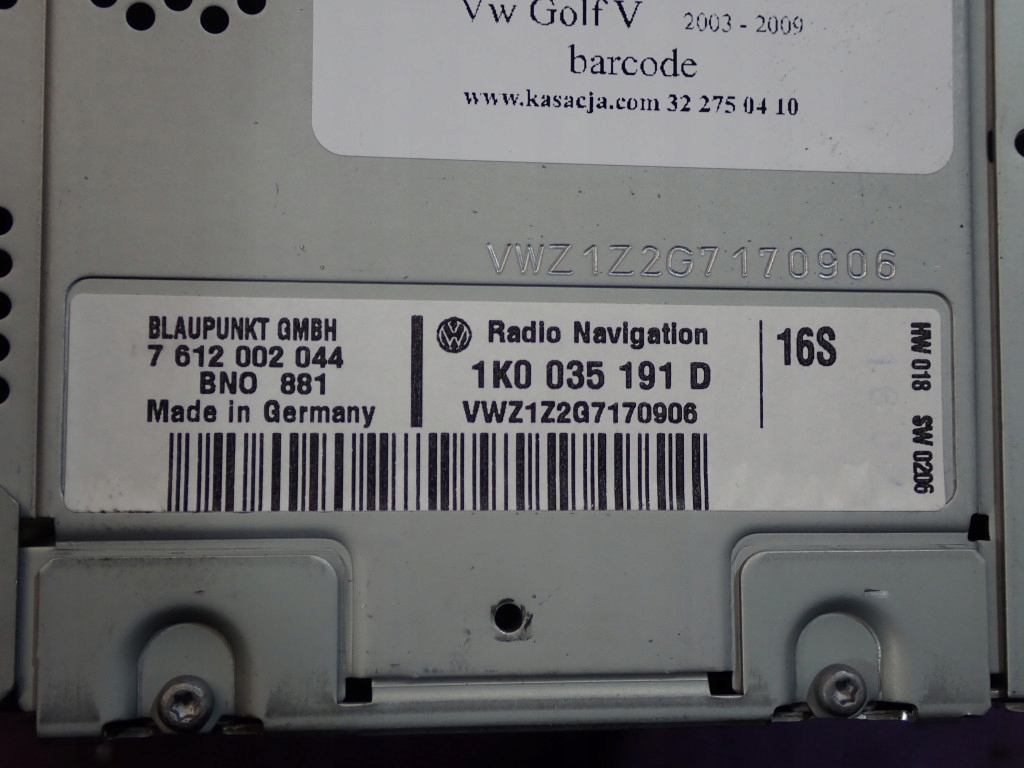 Vw Golf V 2003 - 2009
barcode
www.kasacja.com 32 275 04 10
VWZ1Z2G7170906
BLAUPUNKT GMBH
7 612 002 044
BNO 881
Made in Germany
Radio Navigation
1K0 035 191 D
VWZ1Z2G7170906
16S
HW 018 SW 0206